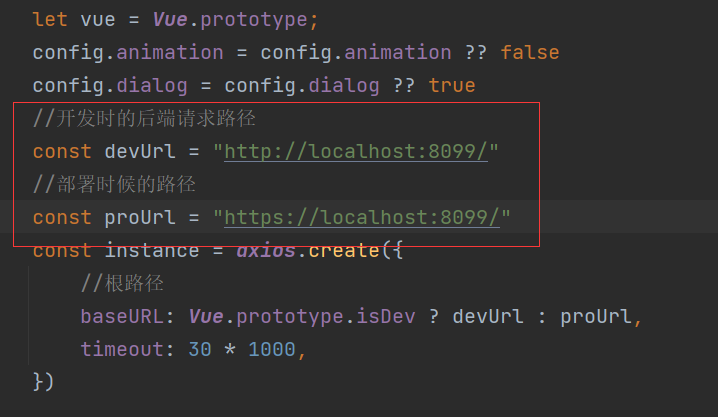 let vue = Vue.prototype;
config.animation = config.animation ?? false
config.dialog = config.dialog ?? true
//开发时的后端请求路径
const devUrl = "http://localhost:8099/"
//部署时候的路径
const proUrl = "https://localhost:8099/"
const instance = axios.create({
    //根路径
    baseURL: Vue.prototype.isDev ? devUrl : proUrl,
    timeout: 30 * 1000,
})